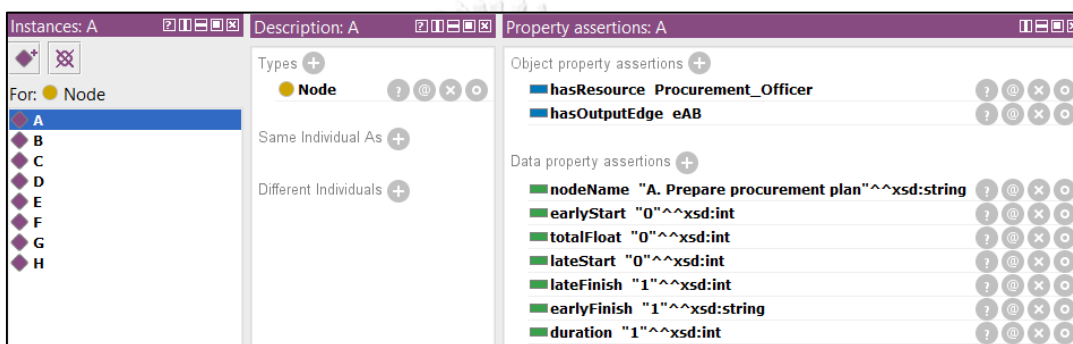 Instances: A
For: Node
A
B
C
D
E
F
G
H
Description: A
Types
Node
Same Individual As
Different Individuals
Property assertions: A
Object property assertions
hasResource Procurement_Officer
hasOutputEdge eAB
Data property assertions
nodeName "A. Prepare procurement plan"^^xsd:string
earlyStart "0"^^xsd:int
totalFloat "0"^^xsd:int
lateStart "0"^^xsd:int
lateFinish "1"^^xsd:int
earlyFinish "1"^^xsd:string
duration "1"^^xsd:int